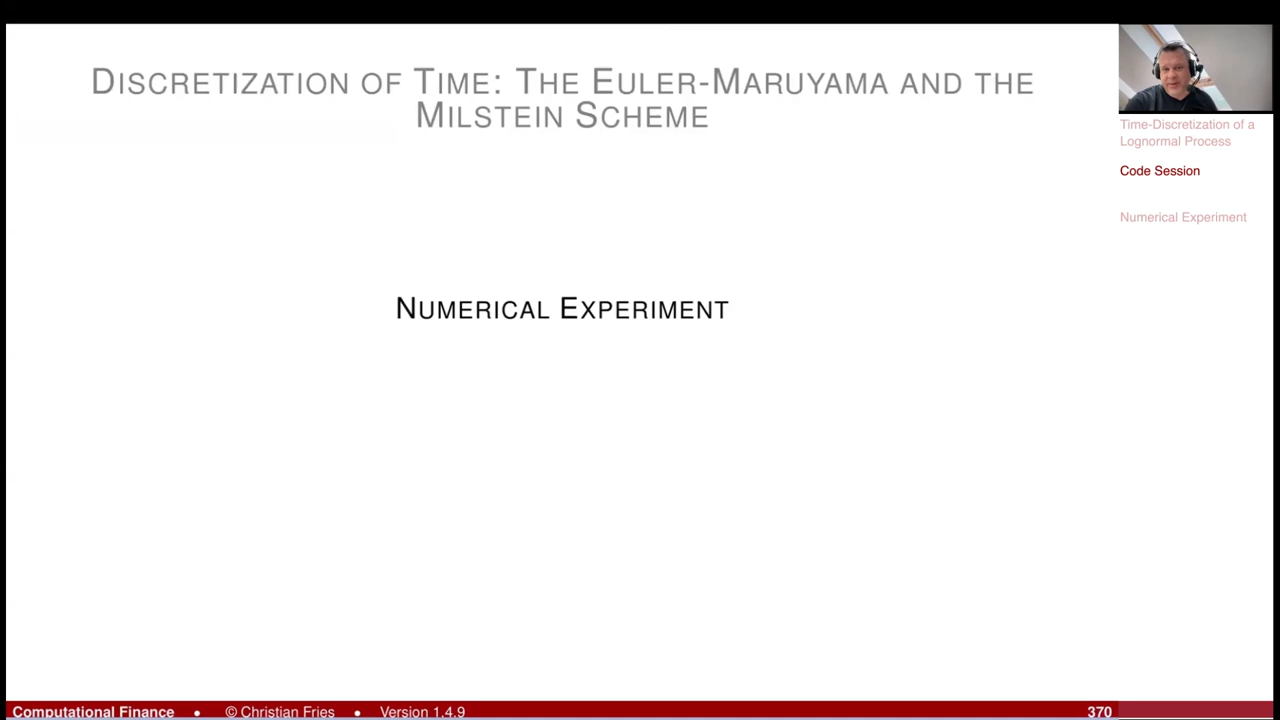 DISCRETIZATION OF TIME: THE EULER-MARUYAMA AND THE
MILSTEIN SCHEME
Time-Discretization of a
Lognormal Process
Code Session
Numerical Experiment
NUMERICAL EXPERIMENT
Computational Finance • © Christian Fries • Version 1.4.9 370